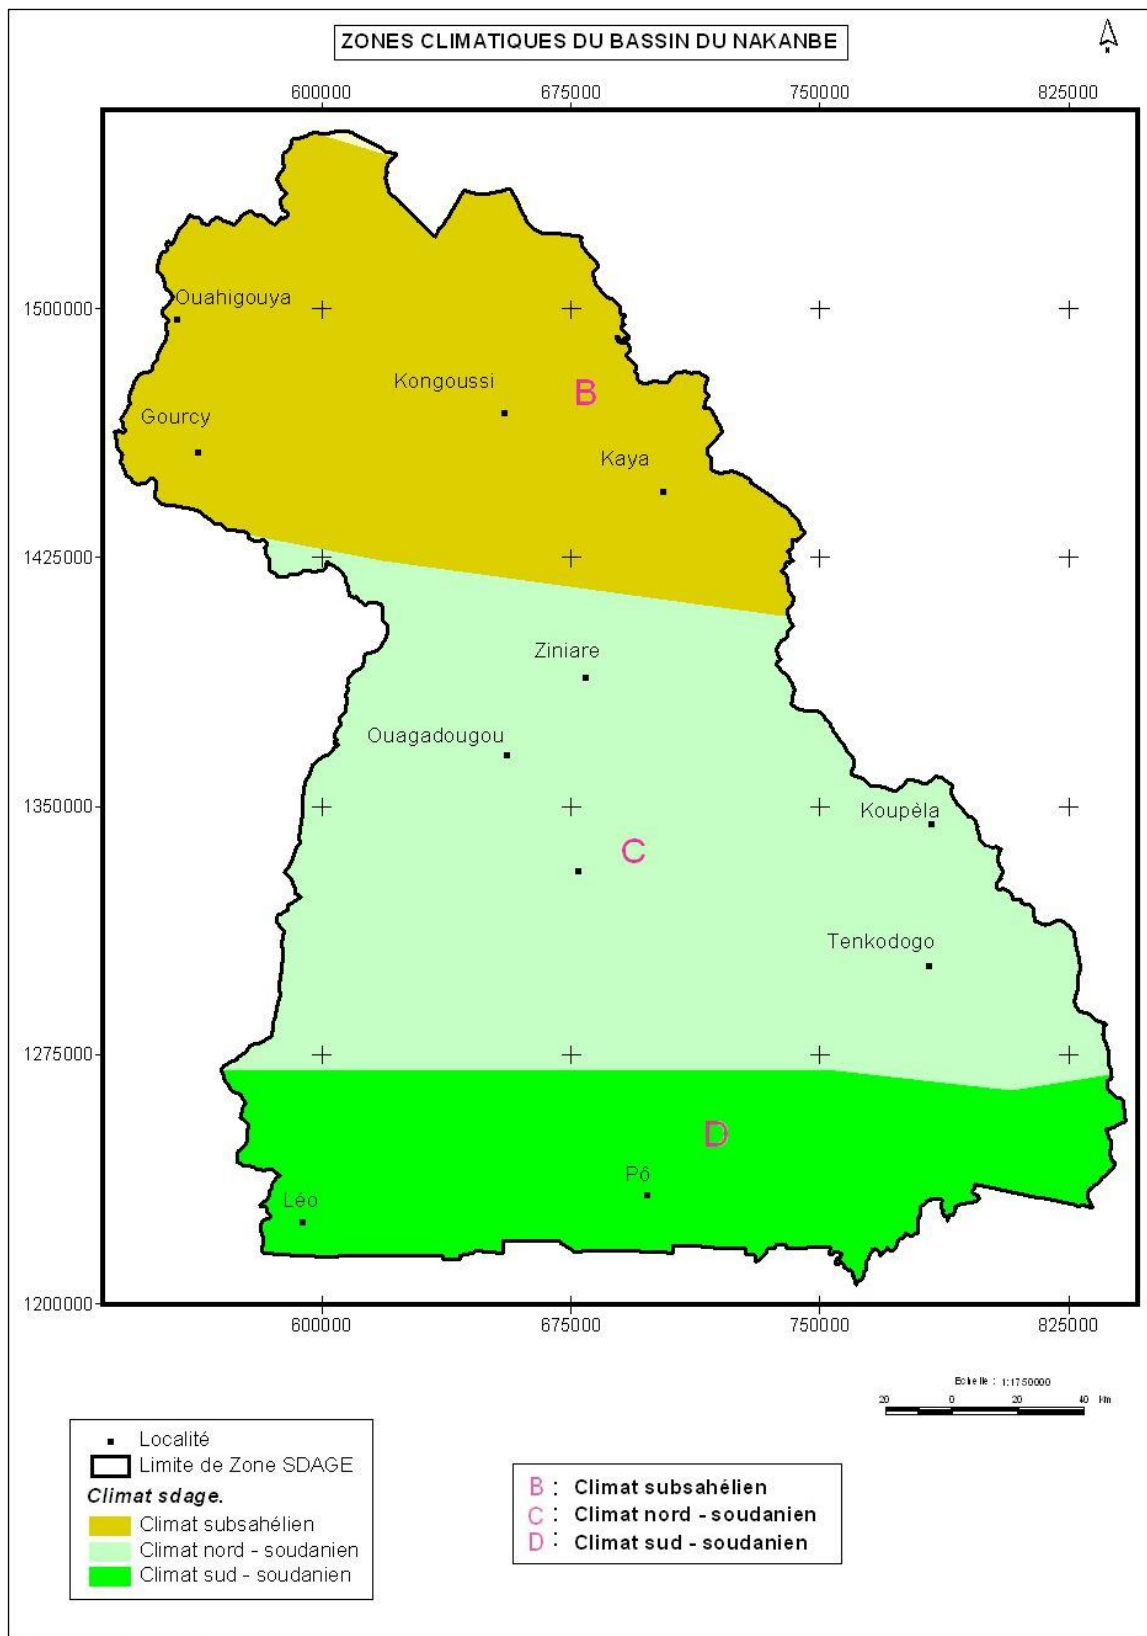 ZONES CLIMATIQUES DU BASSIN DU NAKANBE
N
600000 675000 750000 825000
1500000
1425000
1350000
1275000
1200000
Ouahigouya
Kongoussi
B
Gourcy
Kaya
Ziniare
Ouagadougou
Koupèla
C
Tenkodogo
D
Pô
Léo
600000 675000 750000 825000
Echelle : 1:1750000
20 0 20 40 Km
Localité
Limite de Zone SDAGE
Climat sdage.
Climat subsahélien
Climat nord - soudanien
Climat sud - soudanien
B : Climat subsahélien
C : Climat nord - soudanien
D : Climat sud - soudanien